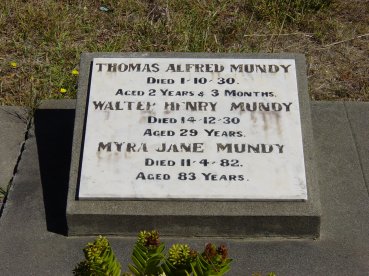 THOMAS ALFRED MUNDY
DIED 1-10-30.
AGED 2 YEARS & 3 MONTHS.
WALTER HENRY MUNDY
DIED 14-12-30
AGED 29 YEARS.
MYRA JANE MUNDY
DIED 11-4-82.
AGED 83 YEARS.